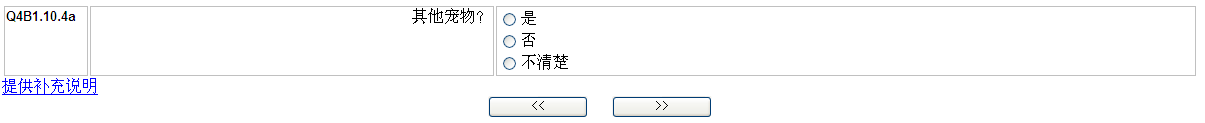 Q4B1.10.4a 其他宠物? 是
否
不清楚
提供补充说明
<< >>